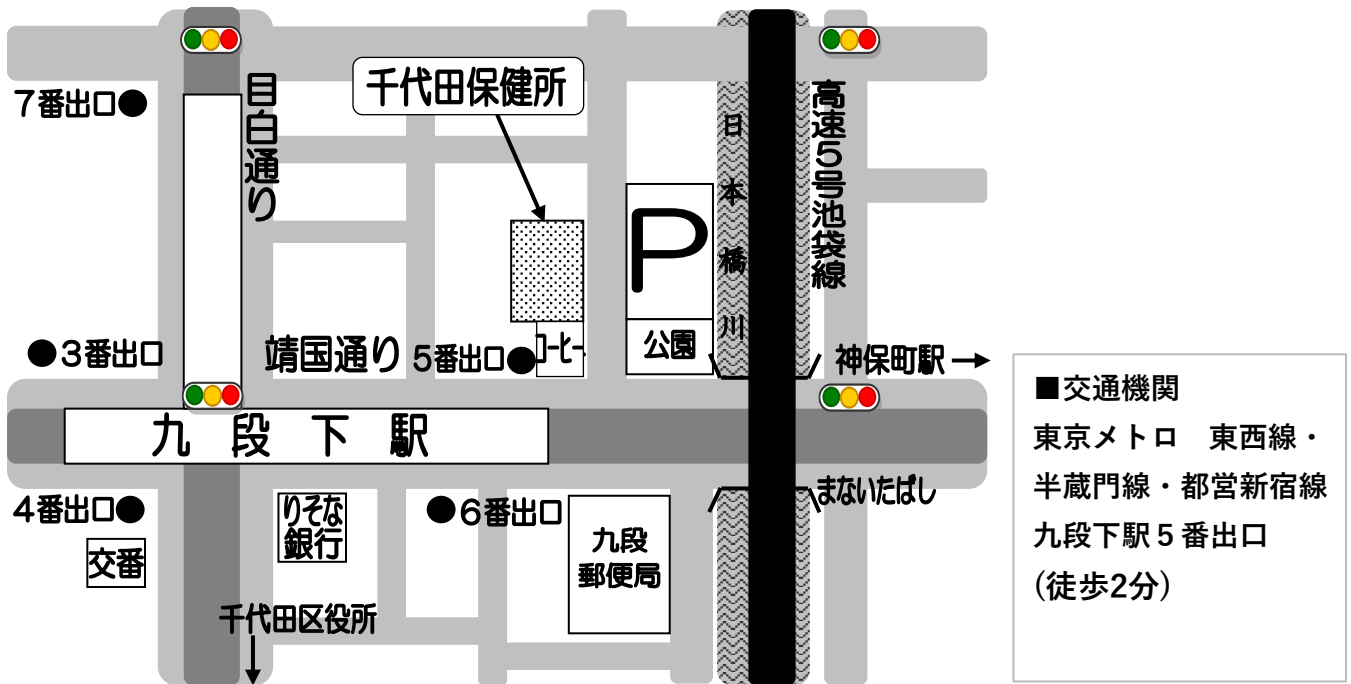 7番出口●
目白通り
千代田保健所
日本橋川
高速5号池袋線
P
●3番出口
靖国通り
5番出口●
コーヒー
公園
神保町駅→
九段下駅
まないたばし
4番出口●
交番
りそな
銀行
●6番出口
九段
郵便局
千代田区役所
■交通機関
東京メトロ 東西線・
半蔵門線・都営新宿線
九段下駅5番出口
(徒歩2分)